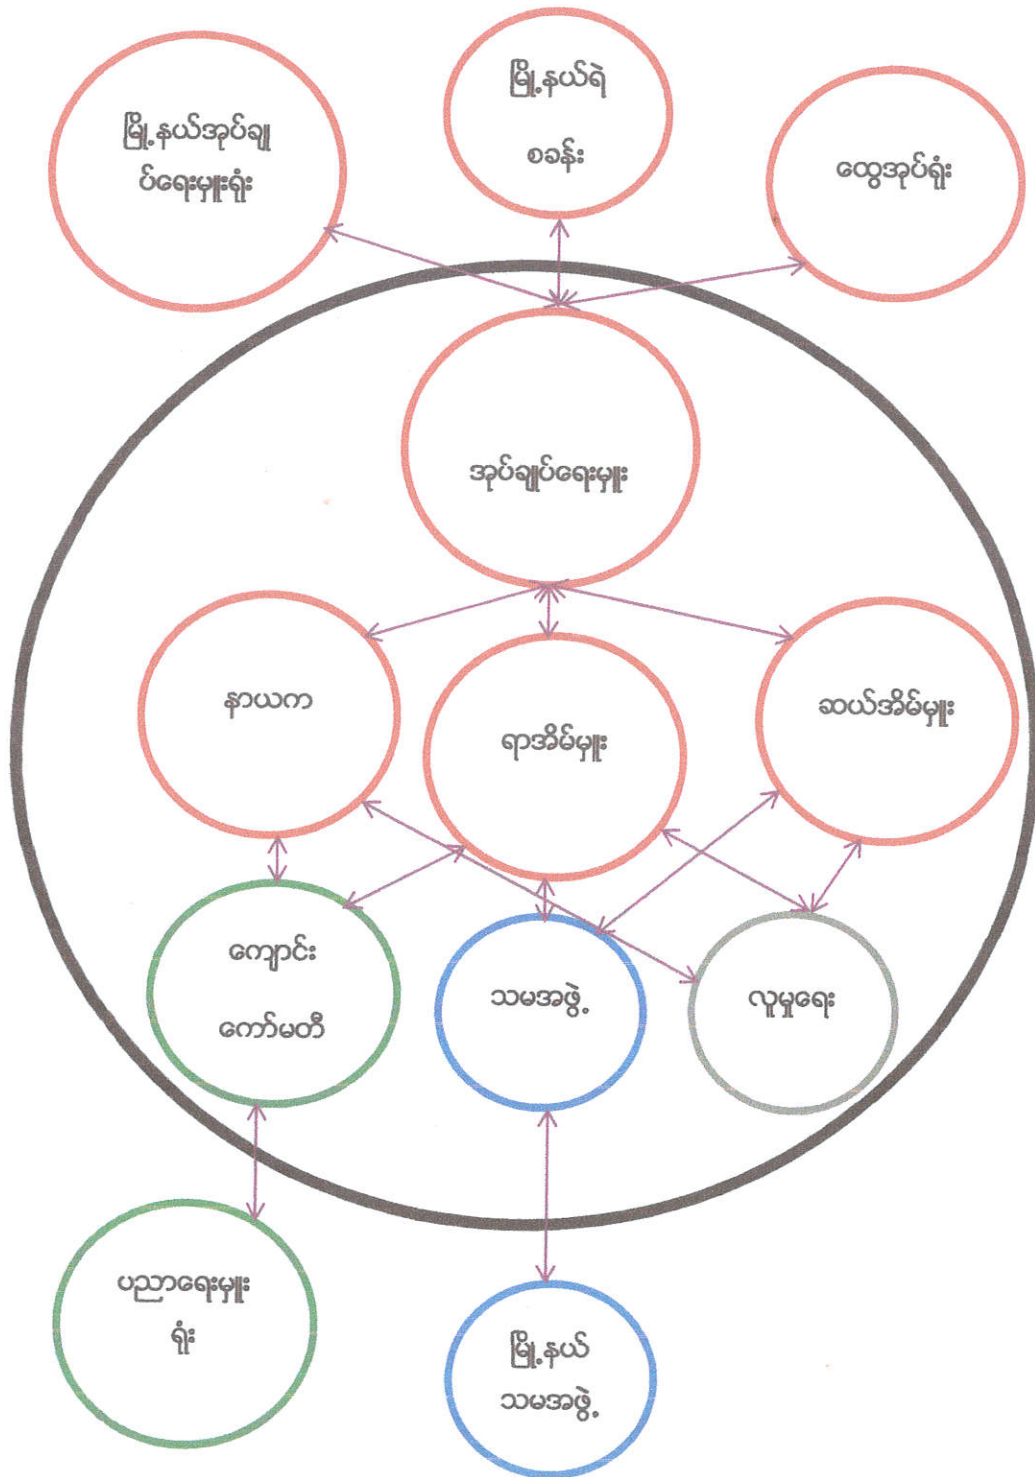 မြို့နယ်အုပ်ချု
ပ်ရေးမှူးရုံး
မြို့နယ်ရဲ
စခန်း
ထွေအုပ်ရုံး
အုပ်ချုပ်ရေးမှူး
နာယက
ရာအိမ်မှူး
ဆယ်အိမ်မှူး
ကျောင်း
ကော်မတီ
သမအဖွဲ့
လူမှုရေး
ပညာရေးမှူး
ရုံး
မြို့နယ်
သမအဖွဲ့